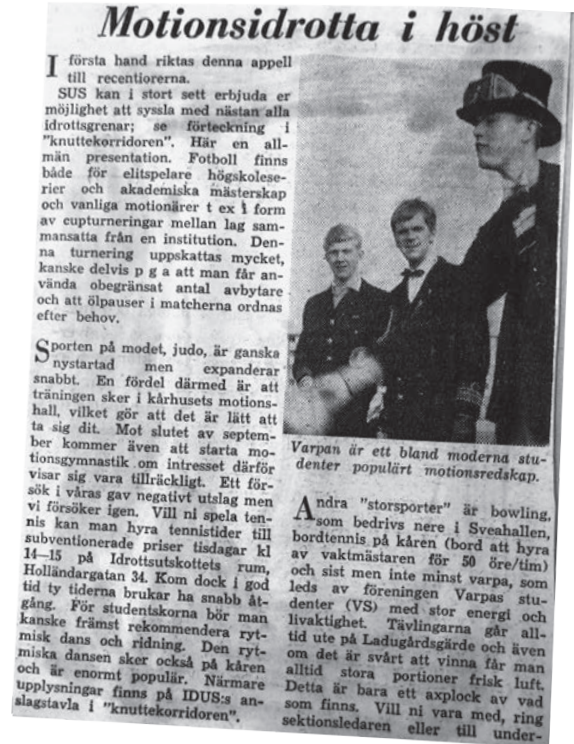 Motionsidrotta i höst
I första hand riktas denna appell
till recentiorerna.
SUS kan i stort sett erbjuda er
möjlighet att syssla med nästan alla
idrottsgrenar; se förteckning i
"knuttekorridoren". Här en all-
män presentation. Fotboll finns
både för elitspelare högskolese-
rier och akademiska mästerskap
och vanliga motionärer t ex i form
av cupturneringar mellan lag sam-
mansatta från en institution. Den-
na turnering uppskattas mycket,
kanske delvis p g a att man får an-
vända obegränsat antal avbytare
och att ölpauser i matcherna ordnas
efter behov.
Sporten på modet, judo, är ganska
nystartad men expanderar
snabbt. En fördel därmed är att
träningen sker i kårhusets motions-
hall, vilket gör att det är lätt att
ta sig dit. Mot slutet av septem-
ber kommer även att starta mo-
tionsgymnastik om intresset därför
visar sig vara tillräckligt. Ett för-
sök i våras gav negativt utslag men
vi försöker igen. Vill ni spela ten-
nis kan man hyra tennistider till
subventionerade priser tisdagar kl
14—15 på Idrottsutskottets rum,
Holländargatan 34. Kom dock i god
tid ty tiderna brukar ha snabb åt-
gång. För studentskorna bör man
kanske främst rekommendera ryt-
misk dans och ridning. Den ryt-
miska dansen sker också på kåren
och är enormt populär. Närmare
upplysningar finns på IDUS:s an-
slagstavla i "knuttekorridoren".
Varpan är ett bland moderna stu-
denter populärt motionsredskap.
Andra "storsporter" är bowling,
som bedrivs nere i Sveahallen,
bordtennis på kåren (bord att hyra
av vaktmästaren för 50 öre/tim)
och sist men inte minst varpa, som
leds av föreningen Varpas stu-
denter (VS) med stor energi och
livaktighet. Tävlingarna går all-
tid ute på Ladugårdsgärde och även
om det är svårt att vinna får man
alltid stora portioner frisk luft.
Detta är bara ett axplock av vad
som finns. Vill ni vara med, ring
sektionsledaren eller till under-